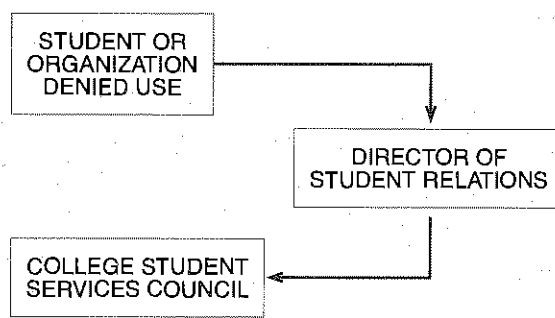 STUDENT OR
ORGANIZATION
DENIED USE
DIRECTOR OF
STUDENT RELATIONS
COLLEGE STUDENT
SERVICES COUNCIL